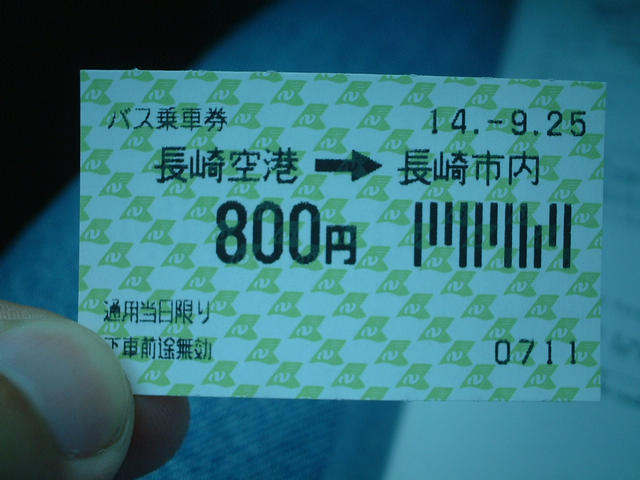 バス乗車券 14.-9.25
長崎空港 → 長崎市内
800円
通用当日限り
下車前途無効 0711